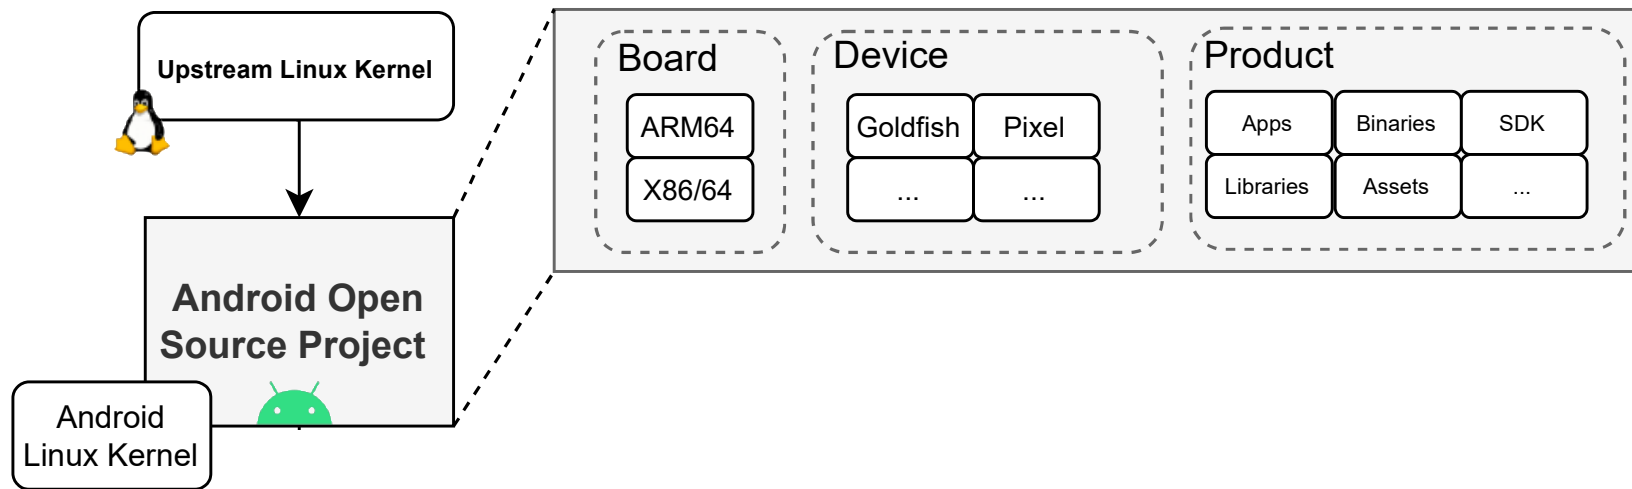 Upstream Linux Kernel
Android Open
Source Project
Android
Linux Kernel
Board
ARM64
X86/64
Device
Goldfish
Pixel
...
...
Product
Apps
Binaries
SDK
Libraries
Assets
...